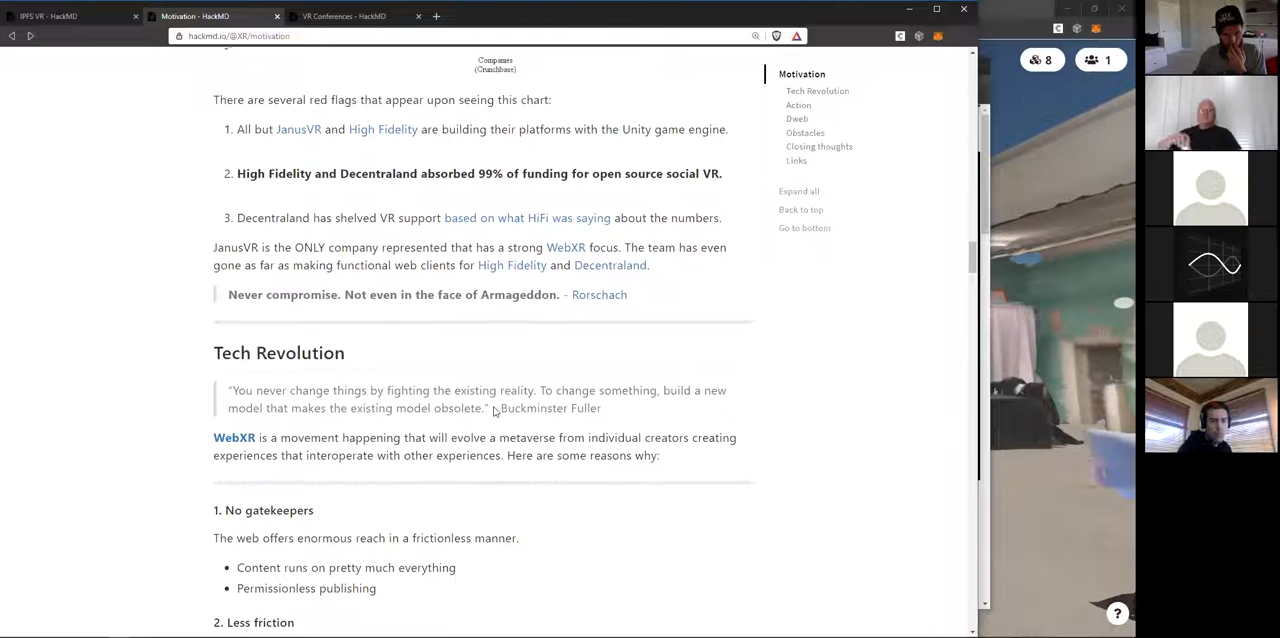 IPFS VR - HackMD
Motivation - HackMD
VR Conferences - HackMD
hackmd.io/@XR/motivation
Companies
(Crunchbase)
There are several red flags that appear upon seeing this chart:
1. All but JanusVR and High Fidelity are building their platforms with the Unity game engine.
2. High Fidelity and Decentraland absorbed 99% of funding for open source social VR.
3. Decentraland has shelved VR support based on what HiFi was saying about the numbers.
JanusVR is the ONLY company represented that has a strong WebXR focus. The team has even
gone as far as making functional web clients for High Fidelity and Decentraland.
Never compromise. Not even in the face of Armageddon. - Rorschach
Tech Revolution
"You never change things by fighting the existing reality. To change something, build a new
model that makes the existing model obsolete." Buckminster Fuller
WebXR is a movement happening that will evolve a metaverse from individual creators creating
experiences that interoperate with other experiences. Here are some reasons why:
1. No gatekeepers
The web offers enormous reach in a frictionless manner.
• Content runs on pretty much everything
• Permissionless publishing
2. Less friction
Motivation
Tech Revolution
Action
Dweb
Obstacles
Closing thoughts
Links
Expand all
Back to top
Go to bottom
8
1
?